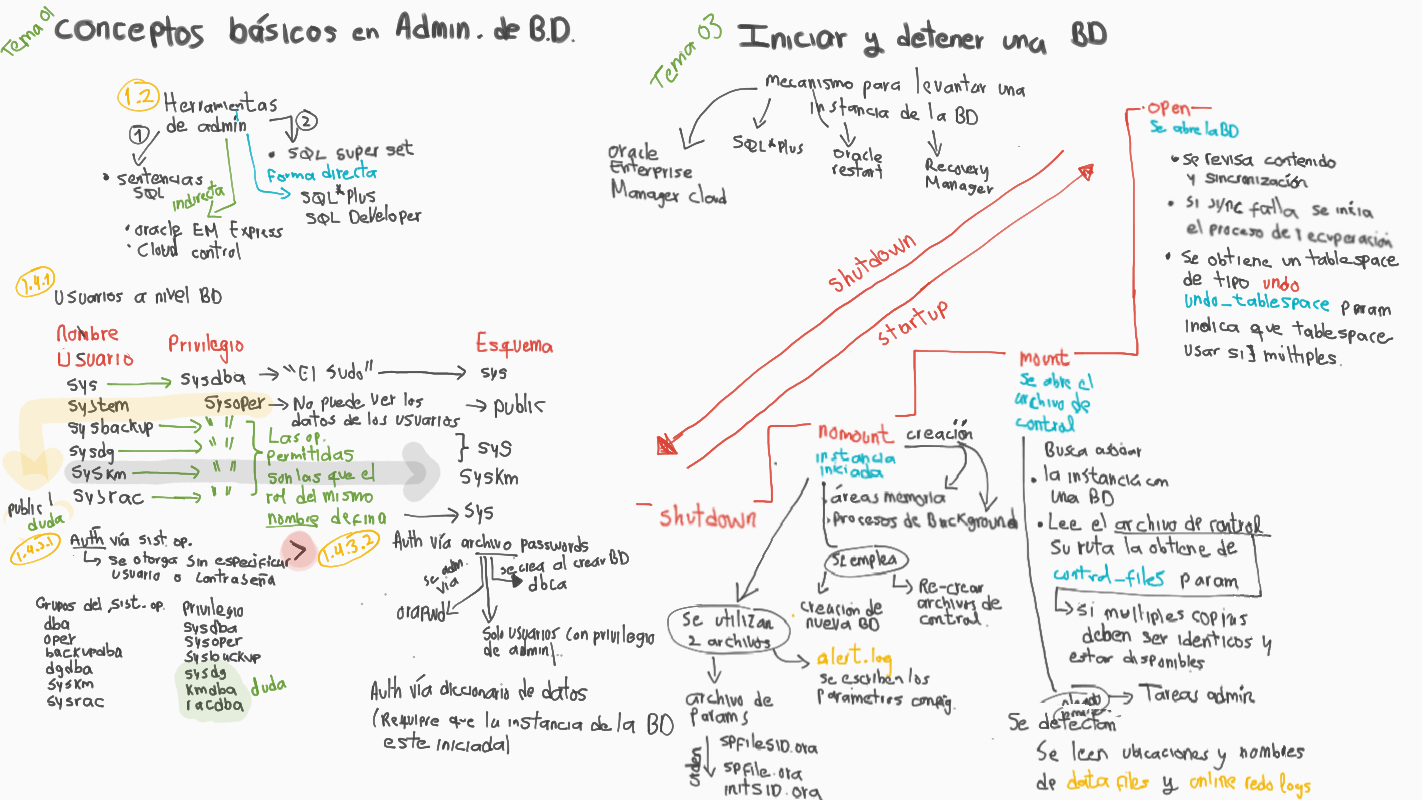 Tema 01
Conceptos básicos en Admin. de B.D.
1.2
Herramientas
de admin
1
2
• sentencias
SQL
• SQL super set
indirecta
Forma directa
SQL*Plus
SQL Developer
• oracle EM Express
• Cloud control
1.4.1
Usuarios a nivel BD
Nombre
Usuario
Privilegio
Esquema
sys
sysdba
"El sudo"
sys
system
sysoper
No puede ver los
datos de los usuarios
public
sysbackup
" "
sysdg
" "
sys
syskm
" "
syskm
sysrac
" "
sys
Las op.
permitidas
son las que el
rol del mismo
nombre defina
public
duda
1.4.3.1
Auth vía sist. op.
se otorga sin especificar
usuario o contraseña
>
Grupos del sist. op.
dba
oper
backupdba
dgdba
syskm
sysrac
Privilegio
sysdba
sysoper
sysbackup
sysdg
kmdba
racdba
duda
1.4.3.2
Auth vía archivo passwords
se adm.
vía
orapwd
se crea al crear BD
dbca
Solo usuarios con privilegio
de admin
Auth vía diccionario de datos
(Requiere que la instancia de la BD
este iniciada)
Tema 03
Iniciar y detener una BD
Mecanismo para levantar una
instancia de la BD
oracle
Enterprise
Manager cloud
SQL*Plus
oracle
restart
Recovery
Manager
shutdown
startup
shutdown
nomount
instancia
iniciada
creación
• áreas memoria
• Procesos de Background
se emplea
creación de
nueva BD
Re-crear
archivos de
control.
Se utilizan
2 archivos
alert.log
se escriben los
parametros config.
archivo de
params
orden
spfileSID.ora
spfile.ora
initSID.ora
mount
Se abre el
archivo de
control
Busca asociar
• la instancia con
una BD
• Lee el archivo de control
Su ruta la obtiene de
control_files param
Si multiples copias
deben ser identicos y
estar disponibles
Tareas admin
Se detectan
Se leen ubicaciones y nombres
de data files y online redo logs
open
Se abre la BD
• se revisa contenido
y sincronización
• Si sync falla se inicia
el proceso de recuperación
• Se obtiene un tablespace
de tipo undo
undo_tablespace param
indica que tablespace
usar si ∃ múltiples.